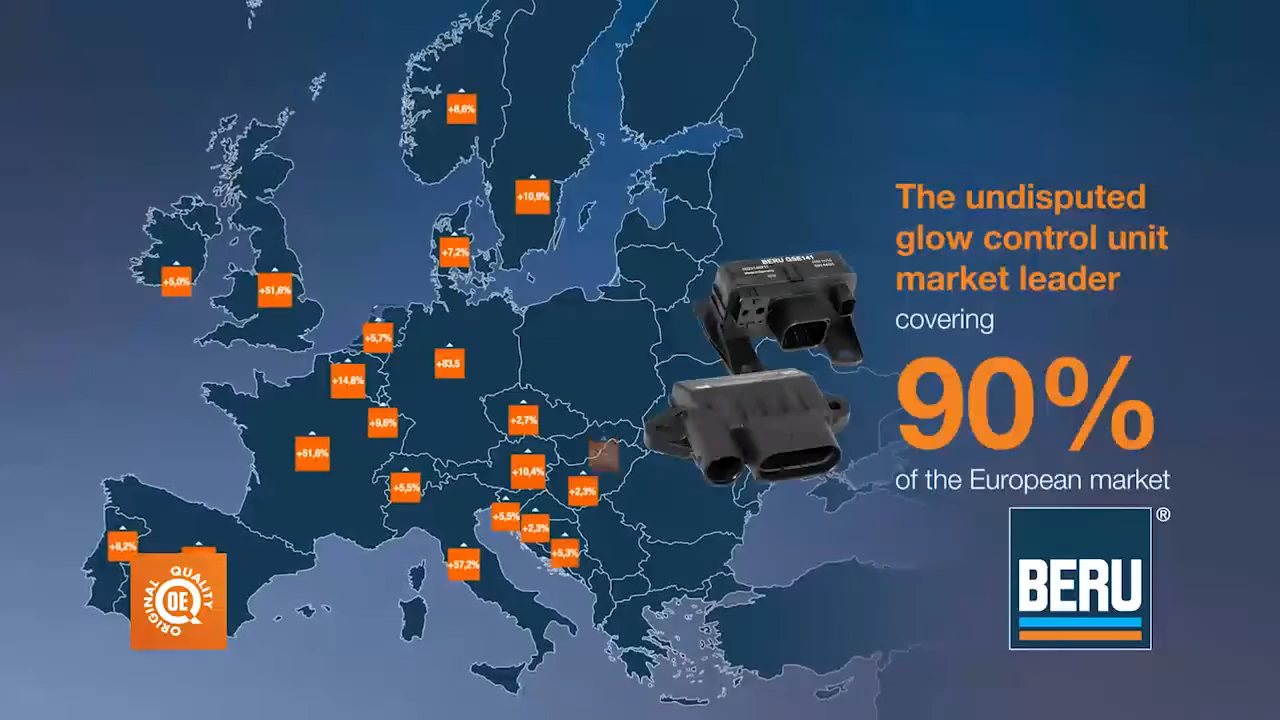 +8,6%
+10,9%
+7,2%
+5,0%
+51,6%
+5,7%
+83,5
+14,8%
+9,6%
+2,7%
+51,6%
+10,4%
+5,5%
+2,3%
+5,5%
+2,3%
+5,3%
+8,2%
+57,2%
ORIGINAL QUALITY
OE
BERU GSE141
The undisputed
glow control unit
market leader
covering
90%
of the European market
BERU
®